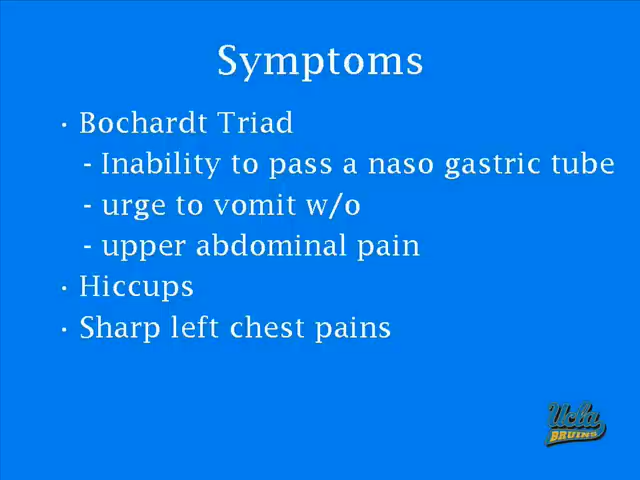 Symptoms
· Bochardt Triad
- Inability to pass a naso gastric tube
- urge to vomit w/o
- upper abdominal pain
· Hiccups
· Sharp left chest pains
Ucla
BRUINS